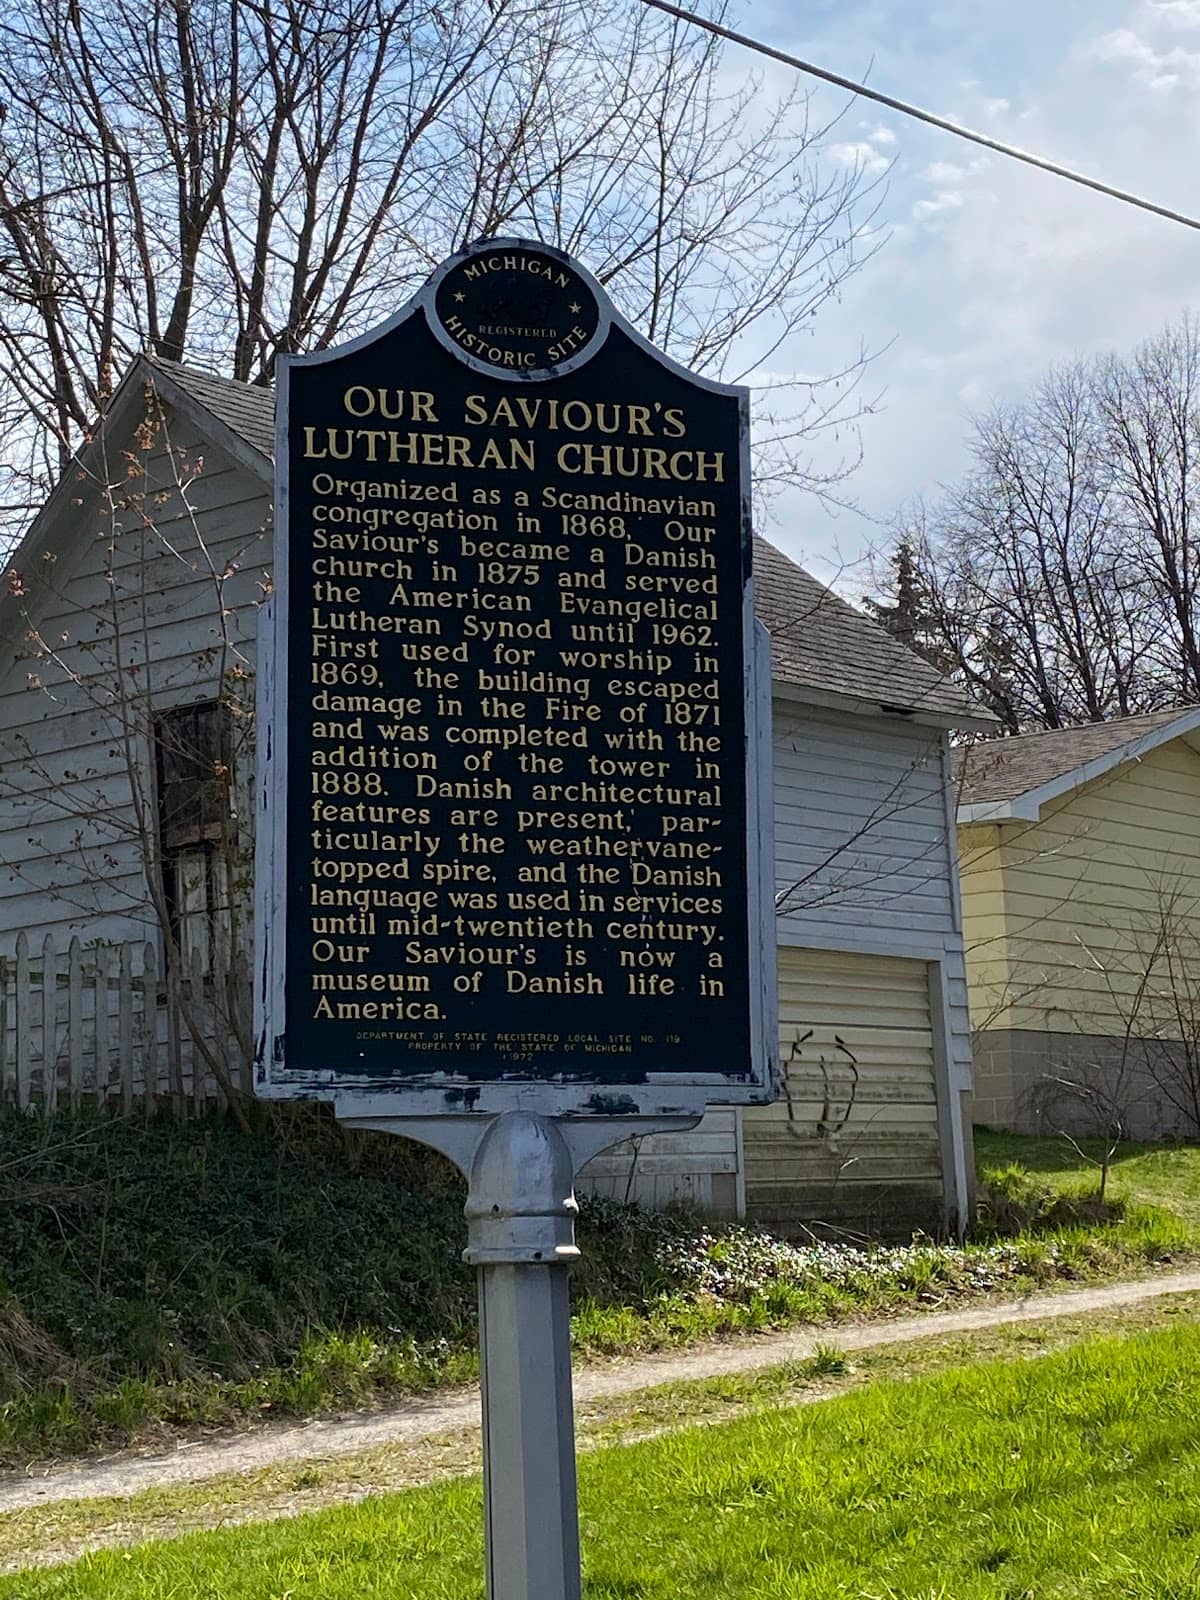 MICHIGAN
REGISTERED
HISTORIC SITE
OUR SAVIOUR'S
LUTHERAN CHURCH
Organized as a Scandinavian
congregation in 1868, Our
Saviour's became a Danish
church in 1875 and served
the American Evangelical
Lutheran Synod until 1962.
First used for worship in
1869, the building escaped
damage in the Fire of 1871
and was completed with the
addition of the tower in
1888. Danish architectural
features are present, par-
ticularly the weathervane-
topped spire, and the Danish
language was used in services
until mid-twentieth century.
Our Saviour's is now a
museum of Danish life in
America.
DEPARTMENT OF STATE REGISTERED LOCAL SITE NO. 119
PROPERTY OF THE STATE OF MICHIGAN
1972